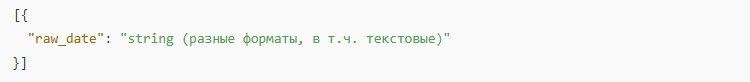 [{
  "raw_date": "string (разные форматы, в т.ч. текстовые)"
}]